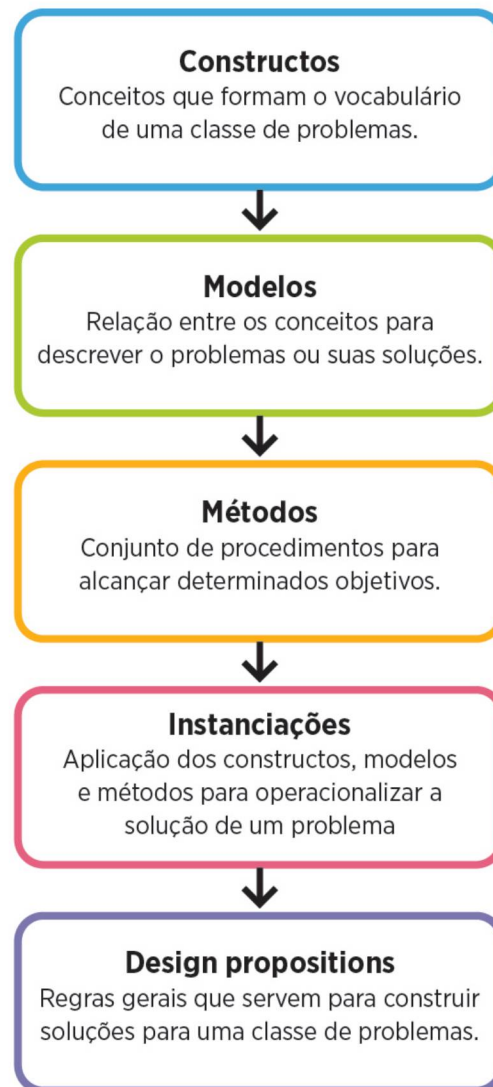 Constructos
Conceitos que formam o vocabulário
de uma classe de problemas.
Modelos
Relação entre os conceitos para
descrever o problemas ou suas soluções.
Métodos
Conjunto de procedimentos para
alcançar determinados objetivos.
Instanciações
Aplicação dos constructos, modelos
e métodos para operacionalizar a
solução de um problema
Design propositions
Regras gerais que servem para construir
soluções para uma classe de problemas.